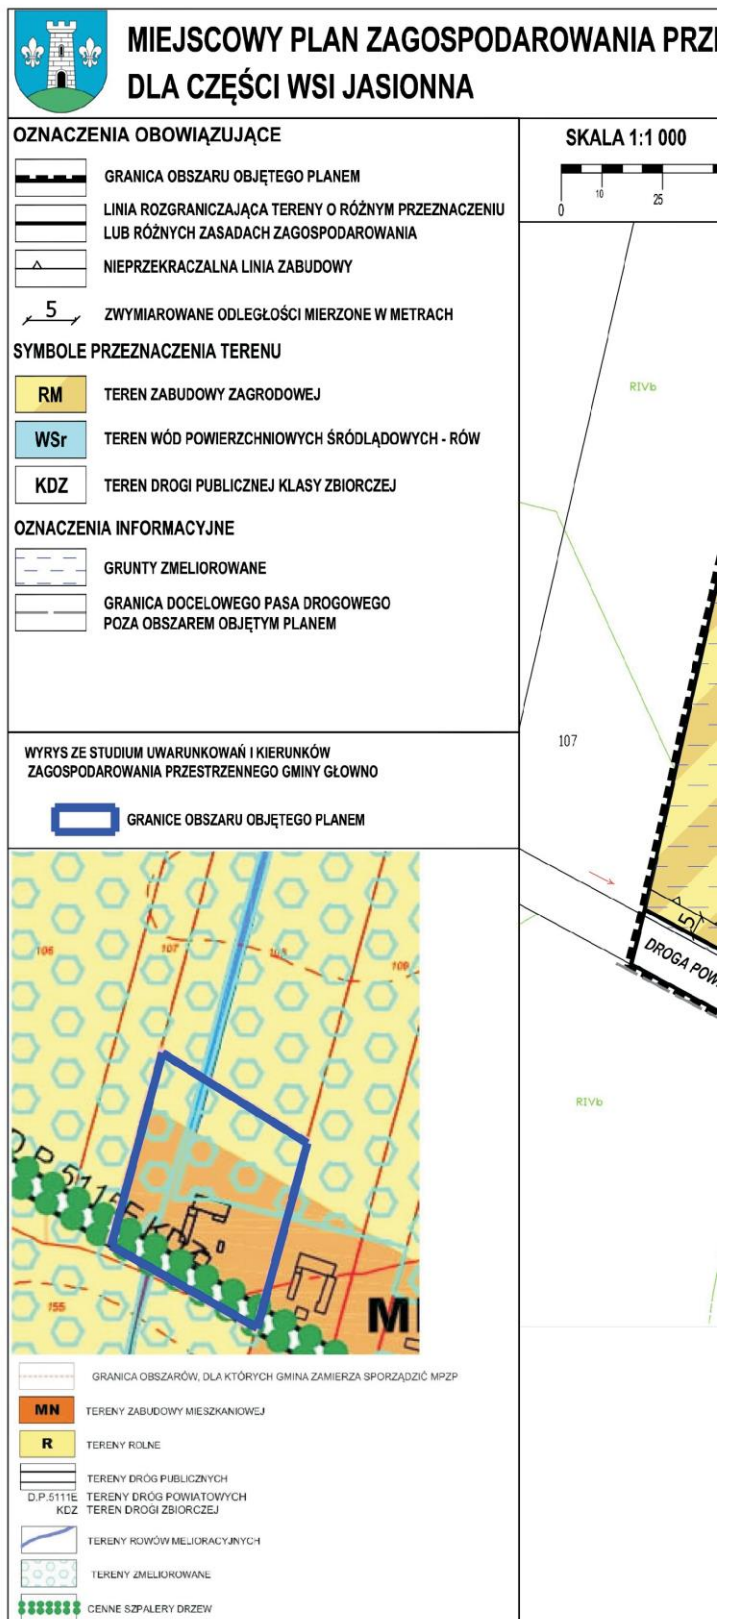 MIEJSCOWY PLAN ZAGOSPODAROWANIA PRZE
DLA CZĘŚCI WSI JASIONNA
OZNACZENIA OBOWIĄZUJĄCE
GRANICA OBSZARU OBJĘTEGO PLANEM
LINIA ROZGRANICZAJĄCA TERENY O RÓŻNYM PRZEZNACZENIU
LUB RÓŻNYCH ZASADACH ZAGOSPODAROWANIA
NIEPRZEKRACZALNA LINIA ZABUDOWY
5 ZWYMIAROWANE ODLEGŁOŚCI MIERZONE W METRACH
SYMBOLE PRZEZNACZENIA TERENU
RM TEREN ZABUDOWY ZAGRODOWEJ
WSr TEREN WÓD POWIERZCHNIOWYCH ŚRÓDLĄDOWYCH - RÓW
KDZ TEREN DROGI PUBLICZNEJ KLASY ZBIORCZEJ
OZNACZENIA INFORMACYJNE
GRUNTY ZMELIOROWANE
GRANICA DOCELOWEGO PASA DROGOWEGO
POZA OBSZAREM OBJĘTYM PLANEM
SKALA 1:1 000
0 10 25
RIVb
107
5
DROGA POW
RIVb
WYRYS ZE STUDIUM UWARUNKOWAŃ I KIERUNKÓW
ZAGOSPODAROWANIA PRZESTRZENNEGO GMINY GŁOWNO
GRANICE OBSZARU OBJĘTEGO PLANEM
106 107 108 109
D.P.5115E KDZ
155
MN
GRANICA OBSZARÓW, DLA KTÓRYCH GMINA ZAMIERZA SPORZĄDZIĆ MPZP
MN TERENY ZABUDOWY MIESZKANIOWEJ
R TERENY ROLNE
TERENY DRÓG PUBLICZNYCH
D.P.5111E TERENY DRÓG POWIATOWYCH
KDZ TEREN DROGI ZBIORCZEJ
TERENY ROWÓW MELIORACYJNYCH
TERENY ZMELIOROWANE
CENNE SZPALERY DRZEW